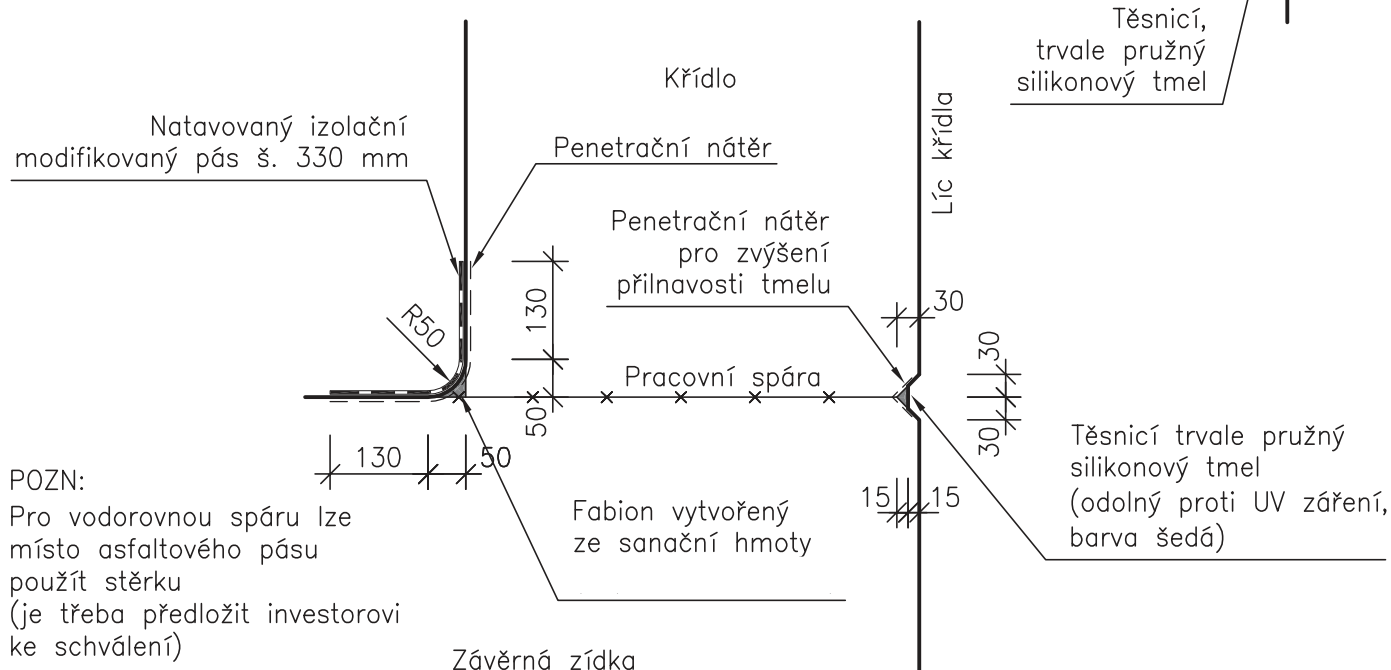 Těsnicí,
trvale pružný
silikonový tmel
Křídlo
Líc křídla
Natavovaný izolační
modifikovaný pás š. 330 mm
Penetrační nátěr
Penetrační nátěr
pro zvýšení
přilnavosti tmelu
30
R50
130
50
Pracovní spára
30
30
130
50
15
15
Těsnicí trvale pružný
silikonový tmel
(odolný proti UV záření,
barva šedá)
Fabion vytvořený
ze sanační hmoty
POZN:
Pro vodorovnou spáru lze
místo asfaltového pásu
použít stěrku
(je třeba předložit investorovi
ke schválení)
Závěrná zídka